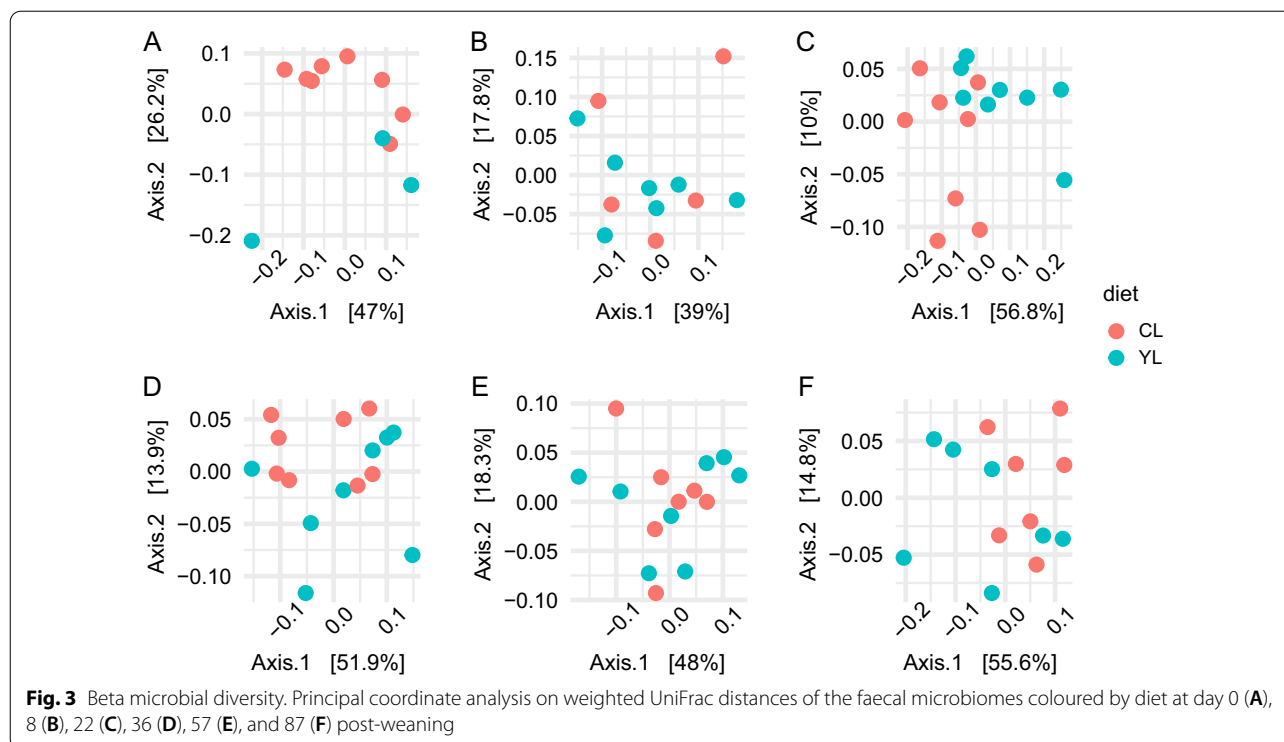 A
0.1
0.0
−0.1
−0.2
Axis.2 [26.2%]
−0.2
−0.1
0.0
0.1
Axis.1 [47%]
B
0.15
0.10
0.05
0.00
−0.05
Axis.2 [17.8%]
−0.1
0.0
0.1
Axis.1 [39%]
C
0.05
0.00
−0.05
−0.10
Axis.2 [10%]
−0.2
−0.1
0.0
0.1
0.2
Axis.1 [56.8%]
diet
CL
YL
D
0.05
0.00
−0.05
−0.10
Axis.2 [13.9%]
−0.1
0.0
0.1
Axis.1 [51.9%]
E
0.10
0.05
0.00
−0.05
−0.10
Axis.2 [18.3%]
−0.1
0.0
0.1
Axis.1 [48%]
F
0.05
0.00
−0.05
Axis.2 [14.8%]
−0.2
−0.1
0.0
0.1
Axis.1 [55.6%]
Fig. 3 Beta microbial diversity. Principal coordinate analysis on weighted UniFrac distances of the faecal microbiomes coloured by diet at day 0 (A),
8 (B), 22 (C), 36 (D), 57 (E), and 87 (F) post-weaning